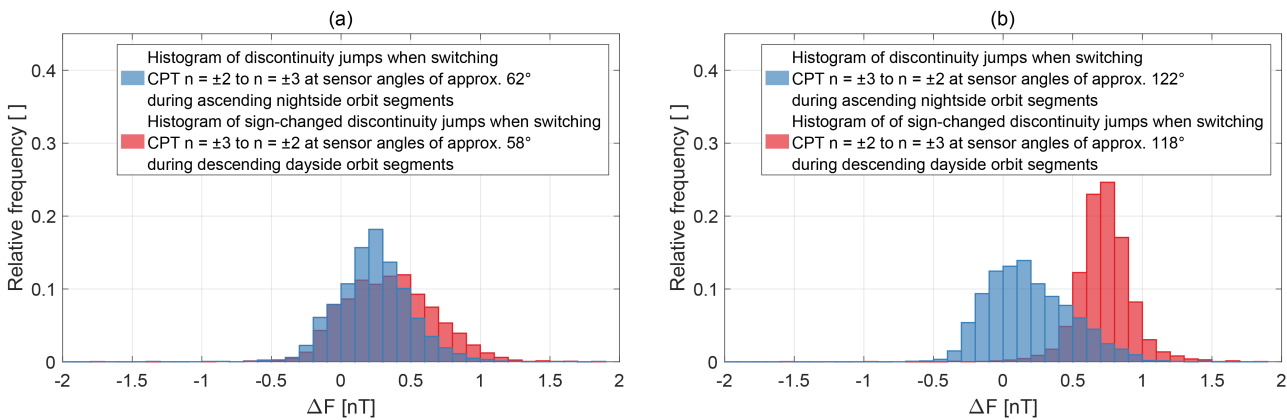 (a)
Histogram of discontinuity jumps when switching
CPT n = ±2 to n = ±3 at sensor angles of approx. 62°
during ascending nightside orbit segments
Histogram of sign-changed discontinuity jumps when switching
CPT n = ±3 to n = ±2 at sensor angles of approx. 58°
during descending dayside orbit segments
Relative frequency [ ]
0.4
0.3
0.2
0.1
0
-2 -1.5 -1 -0.5 0 0.5 1 1.5 2
ΔF [nT]
(b)
Histogram of discontinuity jumps when switching
CPT n = ±3 to n = ±2 at sensor angles of approx. 122°
during ascending nightside orbit segments
Histogram of of sign-changed discontinuity jumps when switching
CPT n = ±2 to n = ±3 at sensor angles of approx. 118°
during descending dayside orbit segments
Relative frequency [ ]
0.4
0.3
0.2
0.1
0
-2 -1.5 -1 -0.5 0 0.5 1 1.5 2
ΔF [nT]